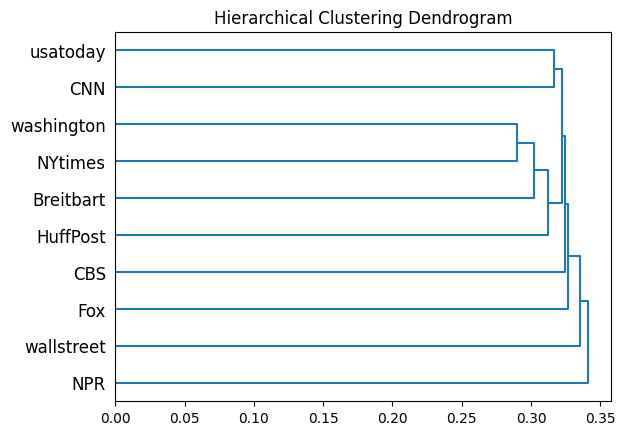 Hierarchical Clustering Dendrogram
usatoday
CNN
washington
NYtimes
Breitbart
HuffPost
CBS
Fox
wallstreet
NPR
0.00 0.05 0.10 0.15 0.20 0.25 0.30 0.35